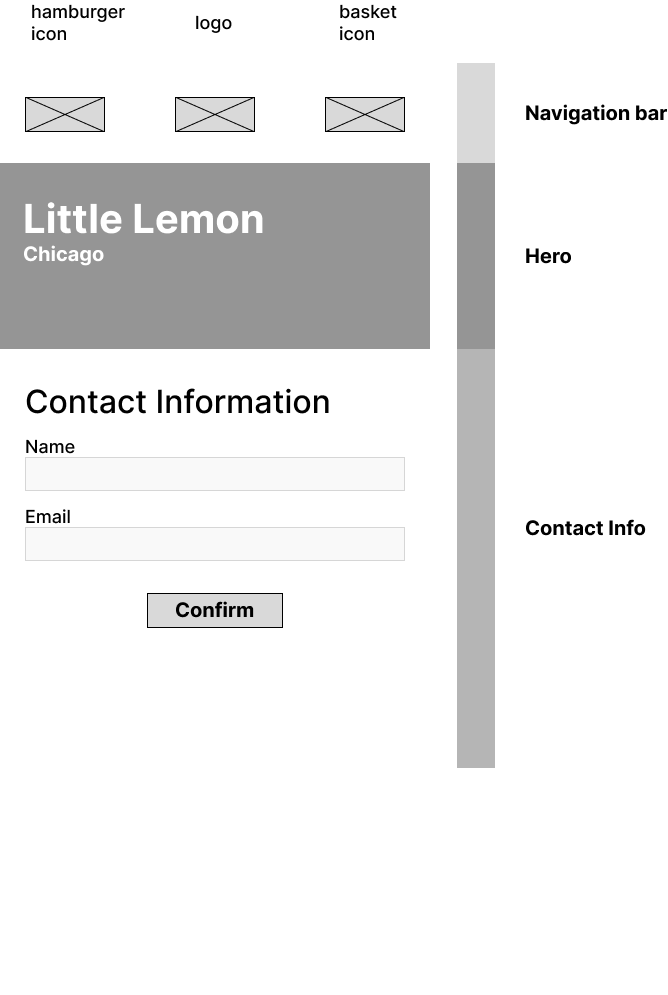 hamburger
icon
logo
basket
icon
Navigation bar
Little Lemon
Chicago
Hero
Contact Information
Name
Email
Contact Info
Confirm